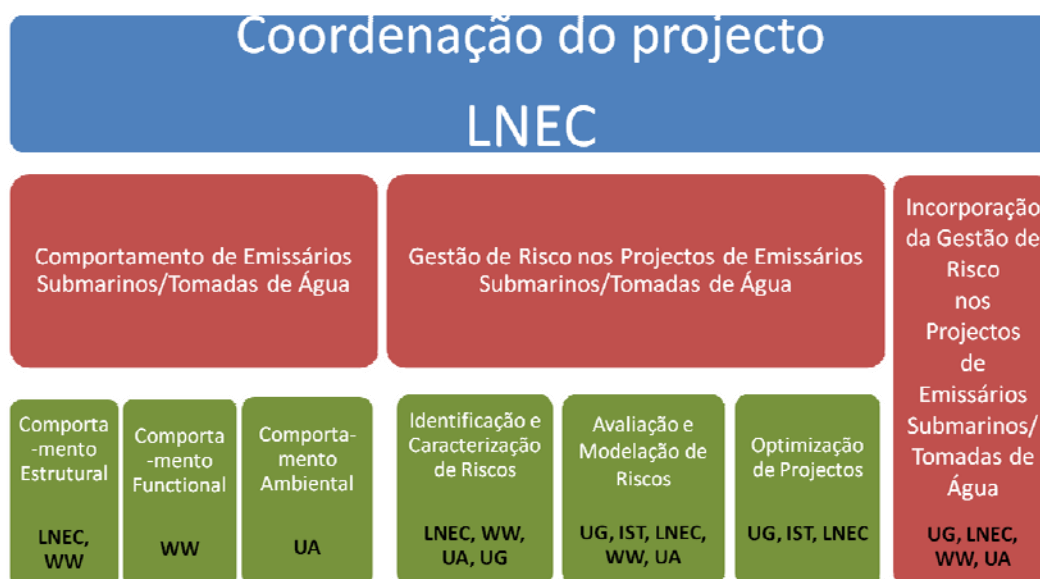 Coordenação do projecto
LNEC
Comportamento de Emissários
Submarinos/Tomadas de Água
Gestão de Risco nos Projectos de Emissários
Submarinos/Tomadas de Água
Incorporação
da Gestão de
Risco
nos
Projectos
de
Emissários
Submarinos/
Tomadas de
Água
UG, LNEC,
WW, UA
Comporta
-mento
Estrutural
LNEC,
WW
Comporta
-mento
Functional
WW
Comporta-
mento
Ambiental
UA
Identificação e
Caracterização
de Riscos
LNEC, WW,
UA, UG
Avaliação e
Modelação de
Riscos
UG, IST, LNEC,
WW, UA
Optimização
de Projectos
UG, IST, LNEC